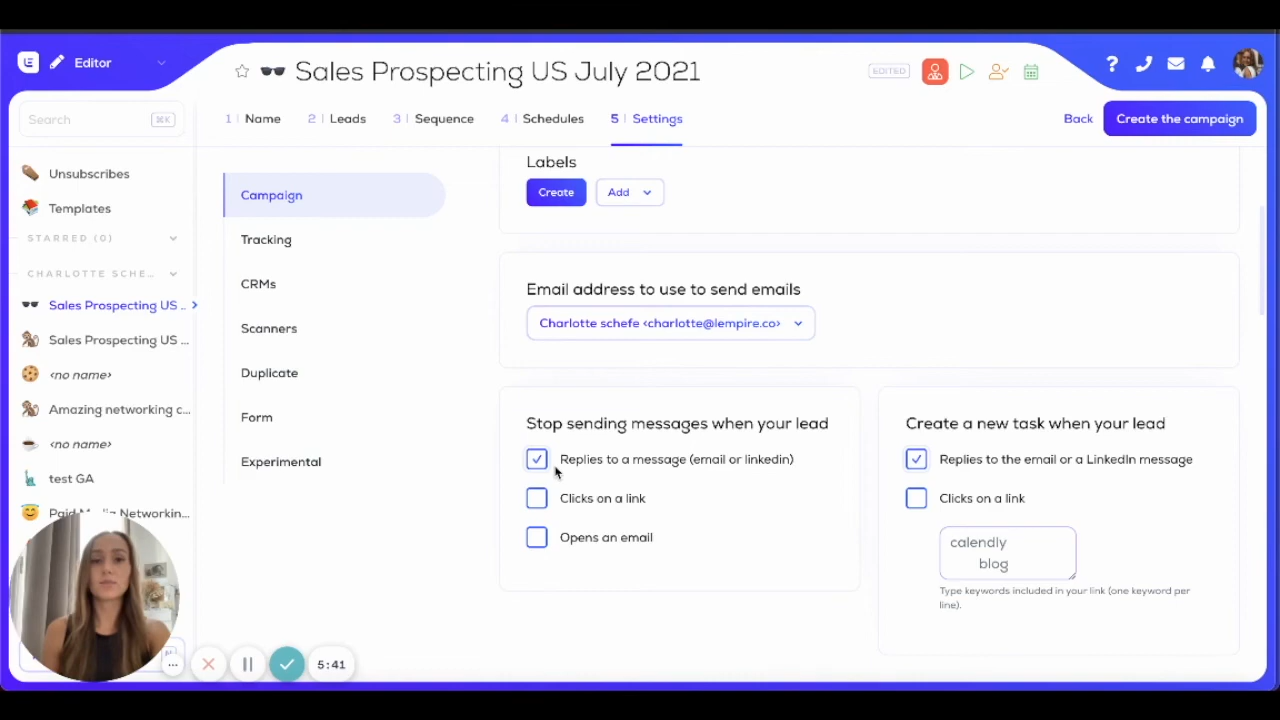 LE
Editor
Sales Prospecting US July 2021
EDITED
?
Search
⌘K
1 Name
2 Leads
3 Sequence
4 Schedules
5 Settings
Back
Create the campaign
Unsubscribes
Templates
STARRED (0)
CHARLOTTE SCHE...
Sales Prospecting US ..
Sales Prospecting US ...
<no name>
Amazing networking c...
<no name>
test GA
Paid Media Networkin...
Campaign
Tracking
CRMs
Scanners
Duplicate
Form
Experimental
Labels
Create
Add
Email address to use to send emails
Charlotte schefe <charlotte@lempire.co>
Stop sending messages when your lead
Replies to a message (email or linkedin)
Clicks on a link
Opens an email
Create a new task when your lead
Replies to the email or a LinkedIn message
Clicks on a link
calendly
blog
Type keywords included in your link (one keyword per
line).
5:41